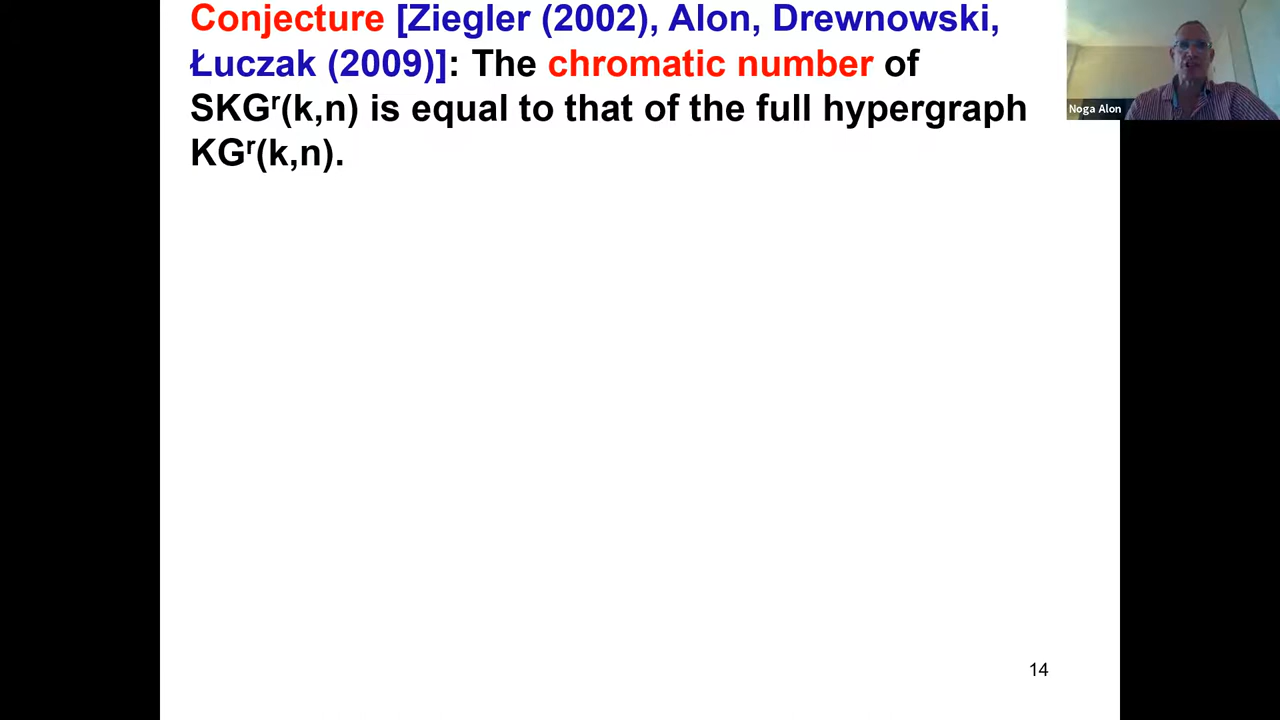 Conjecture [Ziegler (2002), Alon, Drewnowski,
Łuczak (2009)]: The chromatic number of
SKGʳ(k,n) is equal to that of the full hypergraph
KGʳ(k,n).
Noga Alon
14